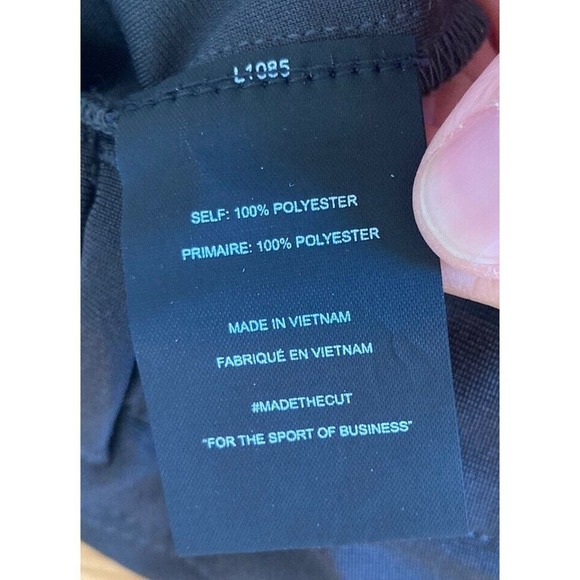 L1085
SELF: 100% POLYESTER
PRIMAIRE: 100% POLYESTER
MADE IN VIETNAM
FABRIQUÉ EN VIETNAM
#MADETHECUT
"FOR THE SPORT OF BUSINESS"